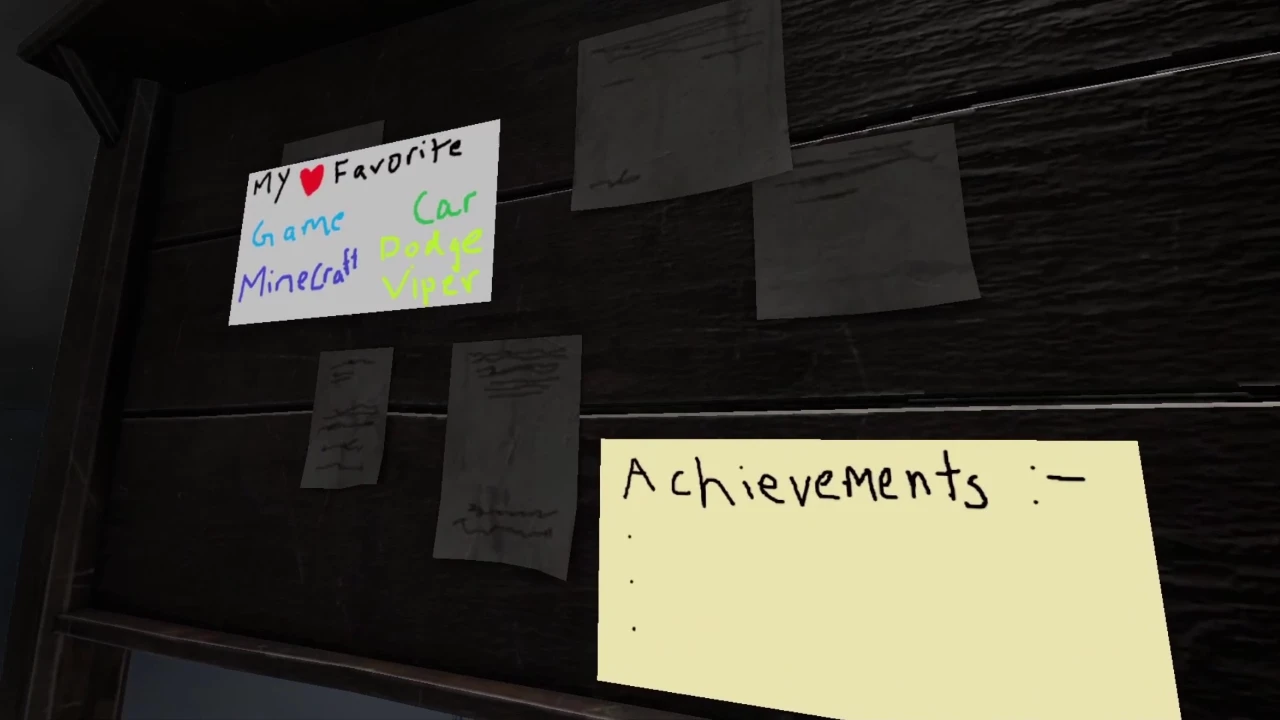 My ❤ Favorite
Game
Minecraft
Car
Dodge
Viper
Achievements :-
.
.
.